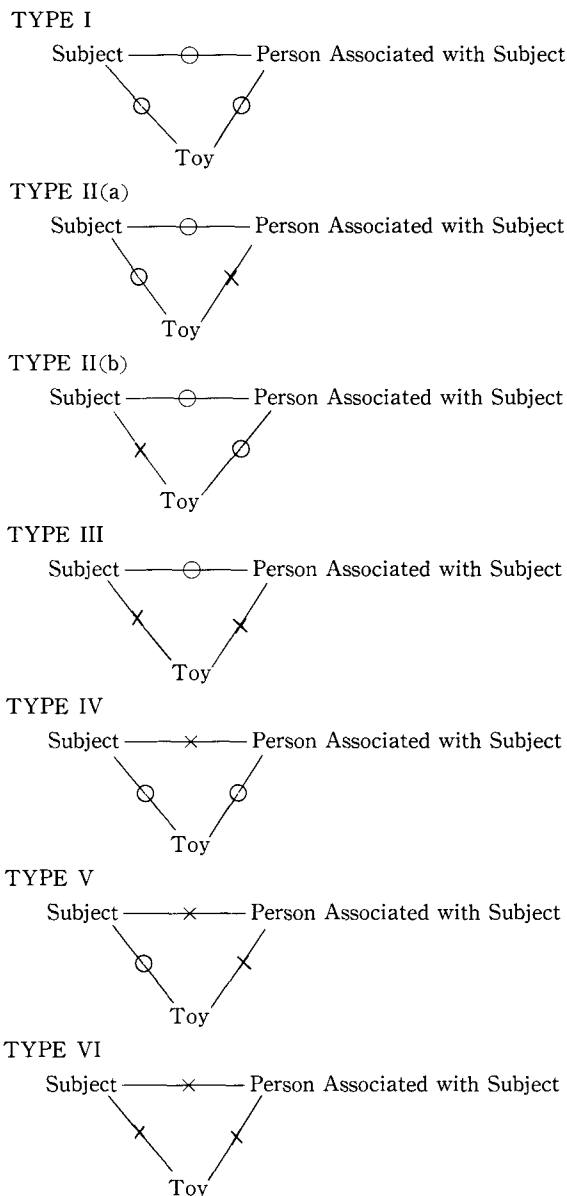 TYPE I
Subject Person Associated with Subject
Toy
TYPE II(a)
Subject Person Associated with Subject
Toy
TYPE II(b)
Subject Person Associated with Subject
Toy
TYPE III
Subject Person Associated with Subject
Toy
TYPE IV
Subject Person Associated with Subject
Toy
TYPE V
Subject Person Associated with Subject
Toy
TYPE VI
Subject Person Associated with Subject
Toy